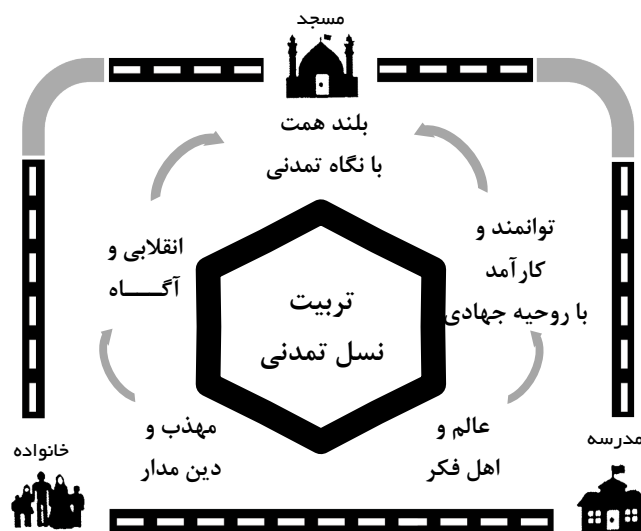 مسجد
بلند همت
با نگاه تمدنی
توانمند و
کارآمد
با روحیه جهادی
انقلابی و
آگـــــاه
تربیت
نسل تمدنی
عالم و
اهل فکر
مهذب و
دین مدار
مدرسه
خانواده